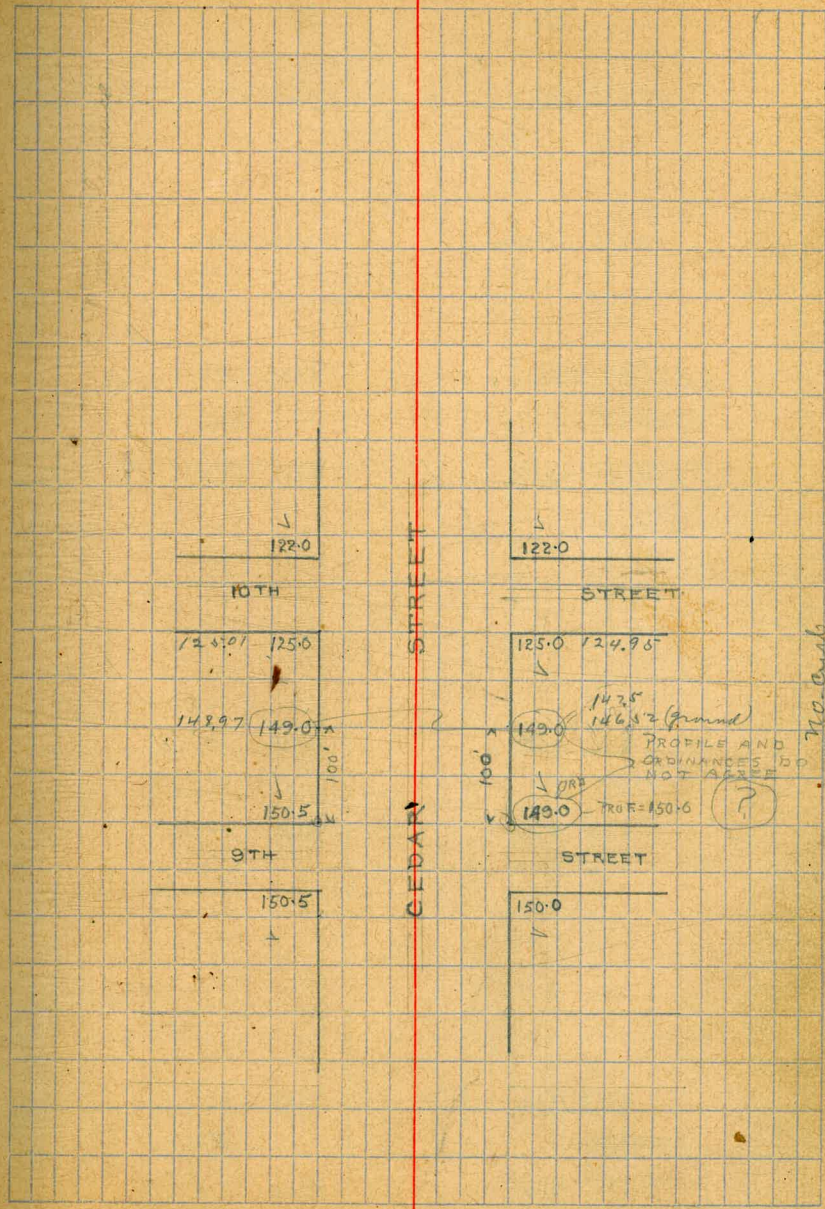 122.0 122.0
10TH STREET
125.01 125.0 125.0 124.95
147.5
148.97 149.0 149.0 146.52 (ground)
PROFILE AND
ORDINANCES DO
NOT AGREE
?
100' 100'
ORD
150.5 149.0 PROF=150.6
9TH STREET
150.5 150.0
CEDAR STREET
No